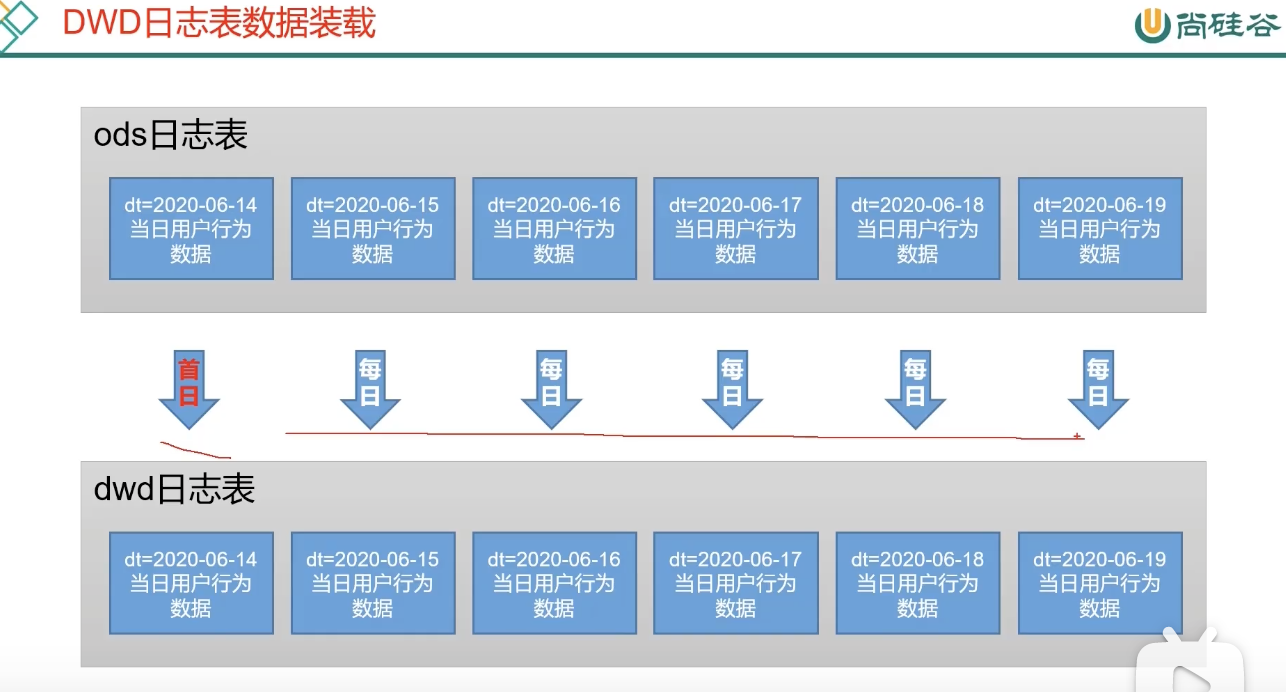 DWD日志表数据装载
尚硅谷
ods日志表
dt=2020-06-14
当日用户行为
数据
dt=2020-06-15
当日用户行为
数据
dt=2020-06-16
当日用户行为
数据
dt=2020-06-17
当日用户行为
数据
dt=2020-06-18
当日用户行为
数据
dt=2020-06-19
当日用户行为
数据
首日
每日
每日
每日
每日
每日
dwd日志表
dt=2020-06-14
当日用户行为
数据
dt=2020-06-15
当日用户行为
数据
dt=2020-06-16
当日用户行为
数据
dt=2020-06-17
当日用户行为
数据
dt=2020-06-18
当日用户行为
数据
dt=2020-06-19
当日用户行为
数据